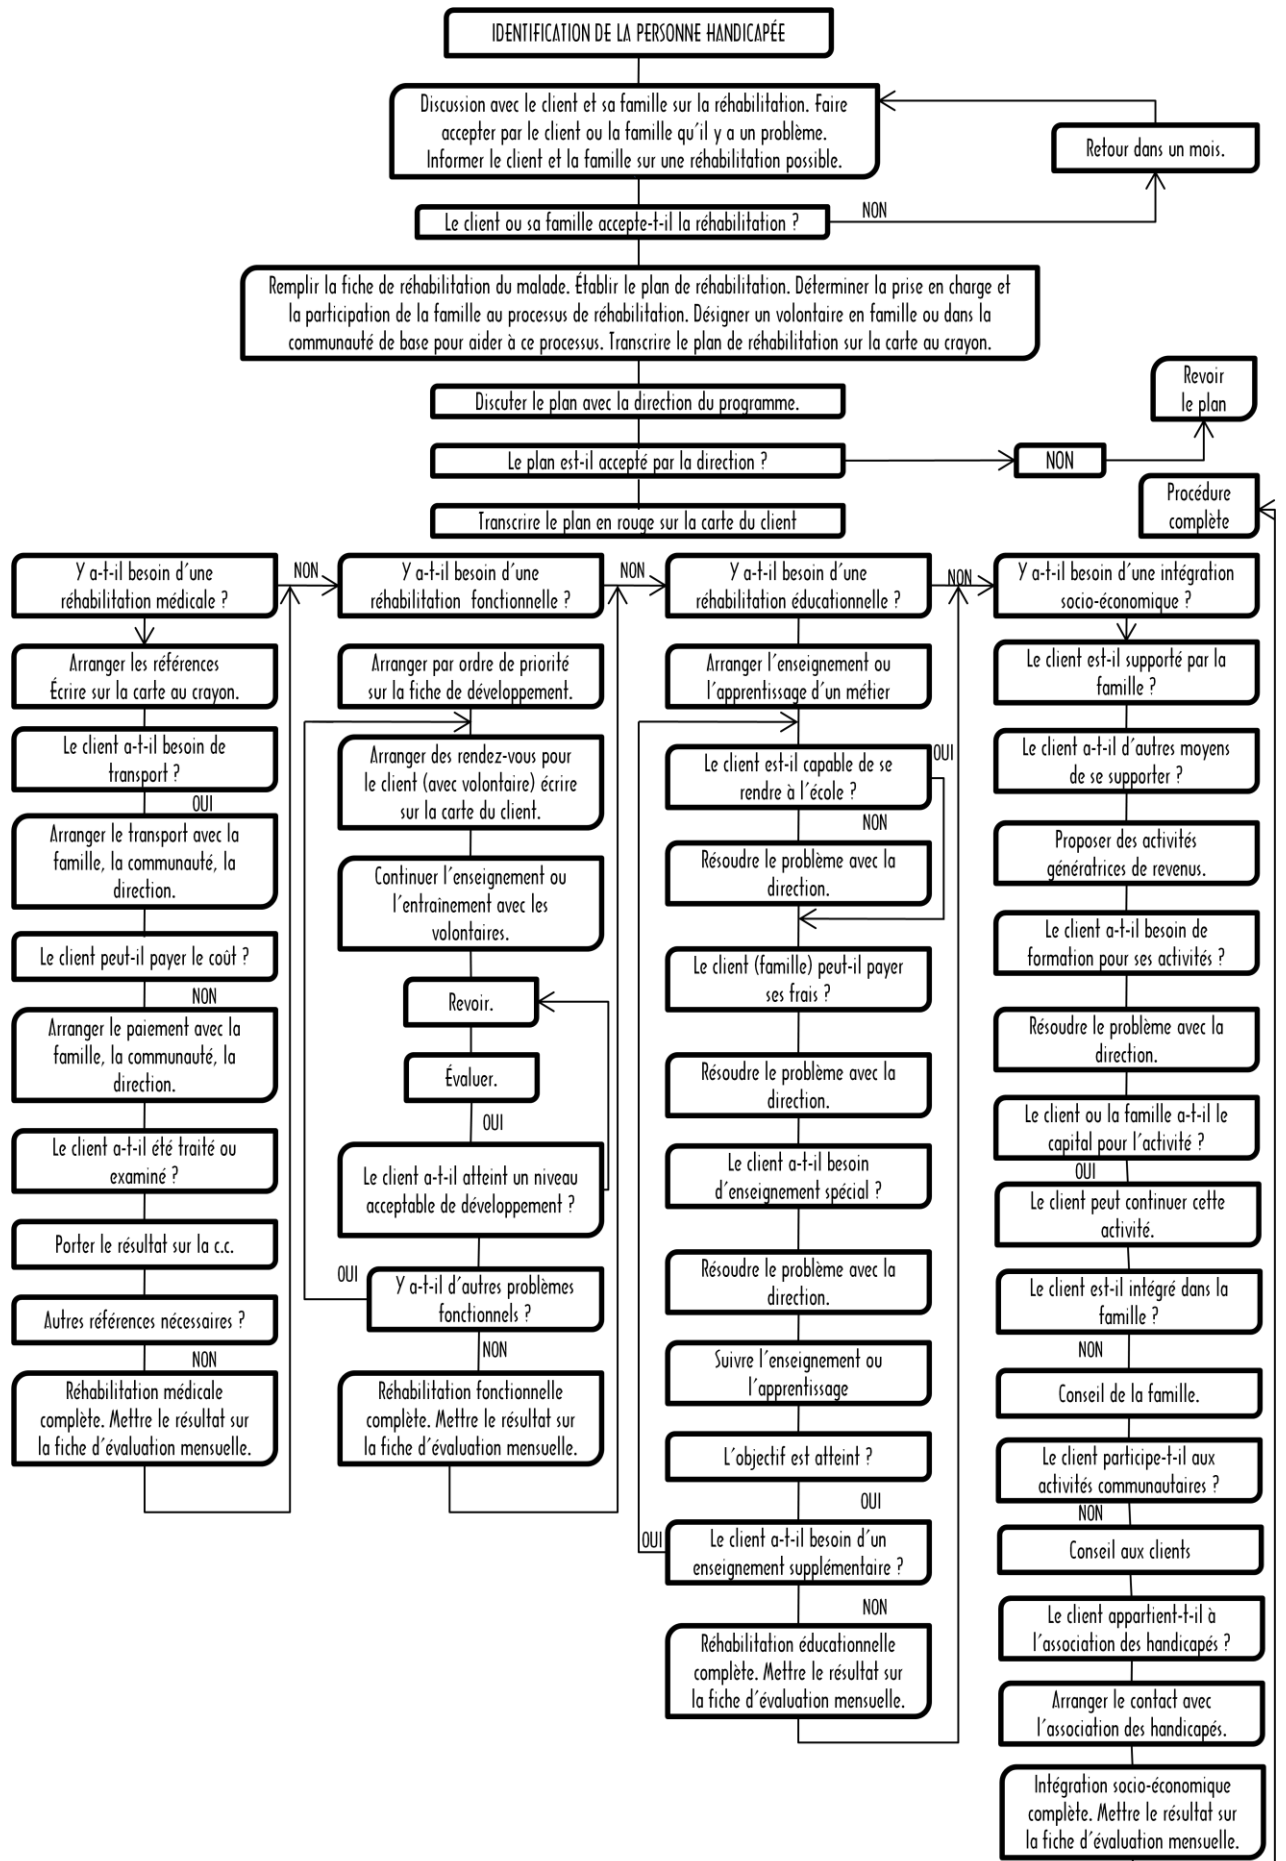 IDENTIFICATION DE LA PERSONNE HANDICAPÉE
Discussion avec le client et sa famille sur la réhabilitation. Faire
accepter par le client ou la famille qu'il y a un problème.
Informer le client et la famille sur une réhabilitation possible.
Retour dans un mois.
Le client ou sa famille accepte-t-il la réhabilitation ?
NON
Remplir la fiche de réhabilitation du malade. Établir le plan de réhabilitation. Déterminer la prise en charge et
la participation de la famille au processus de réhabilitation. Désigner un volontaire en famille ou dans la
communauté de base pour aider à ce processus. Transcrire le plan de réhabilitation sur la carte au crayon.
Discuter le plan avec la direction du programme.
Revoir
le plan
Le plan est-il accepté par la direction ?
NON
Transcrire le plan en rouge sur la carte du client
Procédure
complète
Y a-t-il besoin d'une
réhabilitation médicale ?
NON
Arranger les références
Écrire sur la carte au crayon.
Le client a-t-il besoin de
transport ?
OUI
Arranger le transport avec la
famille, la communauté, la
direction.
Le client peut-il payer le coût ?
NON
Arranger le paiement avec la
famille, la communauté, la
direction.
Le client a-t-il été traité ou
examiné ?
Porter le résultat sur la c.c.
Autres références nécessaires ?
NON
Réhabilitation médicale
complète. Mettre le résultat sur
la fiche d'évaluation mensuelle.
Y a-t-il besoin d'une
réhabilitation fonctionnelle ?
NON
Arranger par ordre de priorité
sur la fiche de développement.
Arranger des rendez-vous pour
le client (avec volontaire) écrire
sur la carte du client.
Continuer l'enseignement ou
l'entraînement avec les
volontaires.
Revoir.
Évaluer.
OUI
Le client a-t-il atteint un niveau
acceptable de développement ?
OUI
Y a-t-il d'autres problèmes
fonctionnels ?
NON
Réhabilitation fonctionnelle
complète. Mettre le résultat sur
la fiche d'évaluation mensuelle.
Y a-t-il besoin d'une
réhabilitation éducationnelle ?
NON
Arranger l'enseignement ou
l'apprentissage d'un métier
OUI
Le client est-il capable de se
rendre à l'école ?
NON
Résoudre le problème avec la
direction.
Le client (famille) peut-il payer
ses frais ?
Résoudre le problème avec la
direction.
Le client a-t-il besoin
d'enseignement spécial ?
Résoudre le problème avec la
direction.
Suivre l'enseignement ou
l'apprentissage
L'objectif est atteint ?
OUI
OUI
Le client a-t-il besoin d'un
enseignement supplémentaire ?
NON
Réhabilitation éducationnelle
complète. Mettre le résultat sur
la fiche d'évaluation mensuelle.
Y a-t-il besoin d'une intégration
socio-économique ?
Le client est-il supporté par la
famille ?
Le client a-t-il d'autres moyens
de se supporter ?
Proposer des activités
génératrices de revenus.
Le client a-t-il besoin de
formation pour ses activités ?
Résoudre le problème avec la
direction.
Le client ou la famille a-t-il le
capital pour l'activité ?
OUI
Le client peut continuer cette
activité.
Le client est-il intégré dans la
famille ?
NON
Conseil de la famille.
Le client participe-t-il aux
activités communautaires ?
NON
Conseil aux clients
Le client appartient-t-il à
l'association des handicapés ?
Arranger le contact avec
l'association des handicapés.
Intégration socio-économique
complète. Mettre le résultat sur
la fiche d'évaluation mensuelle.